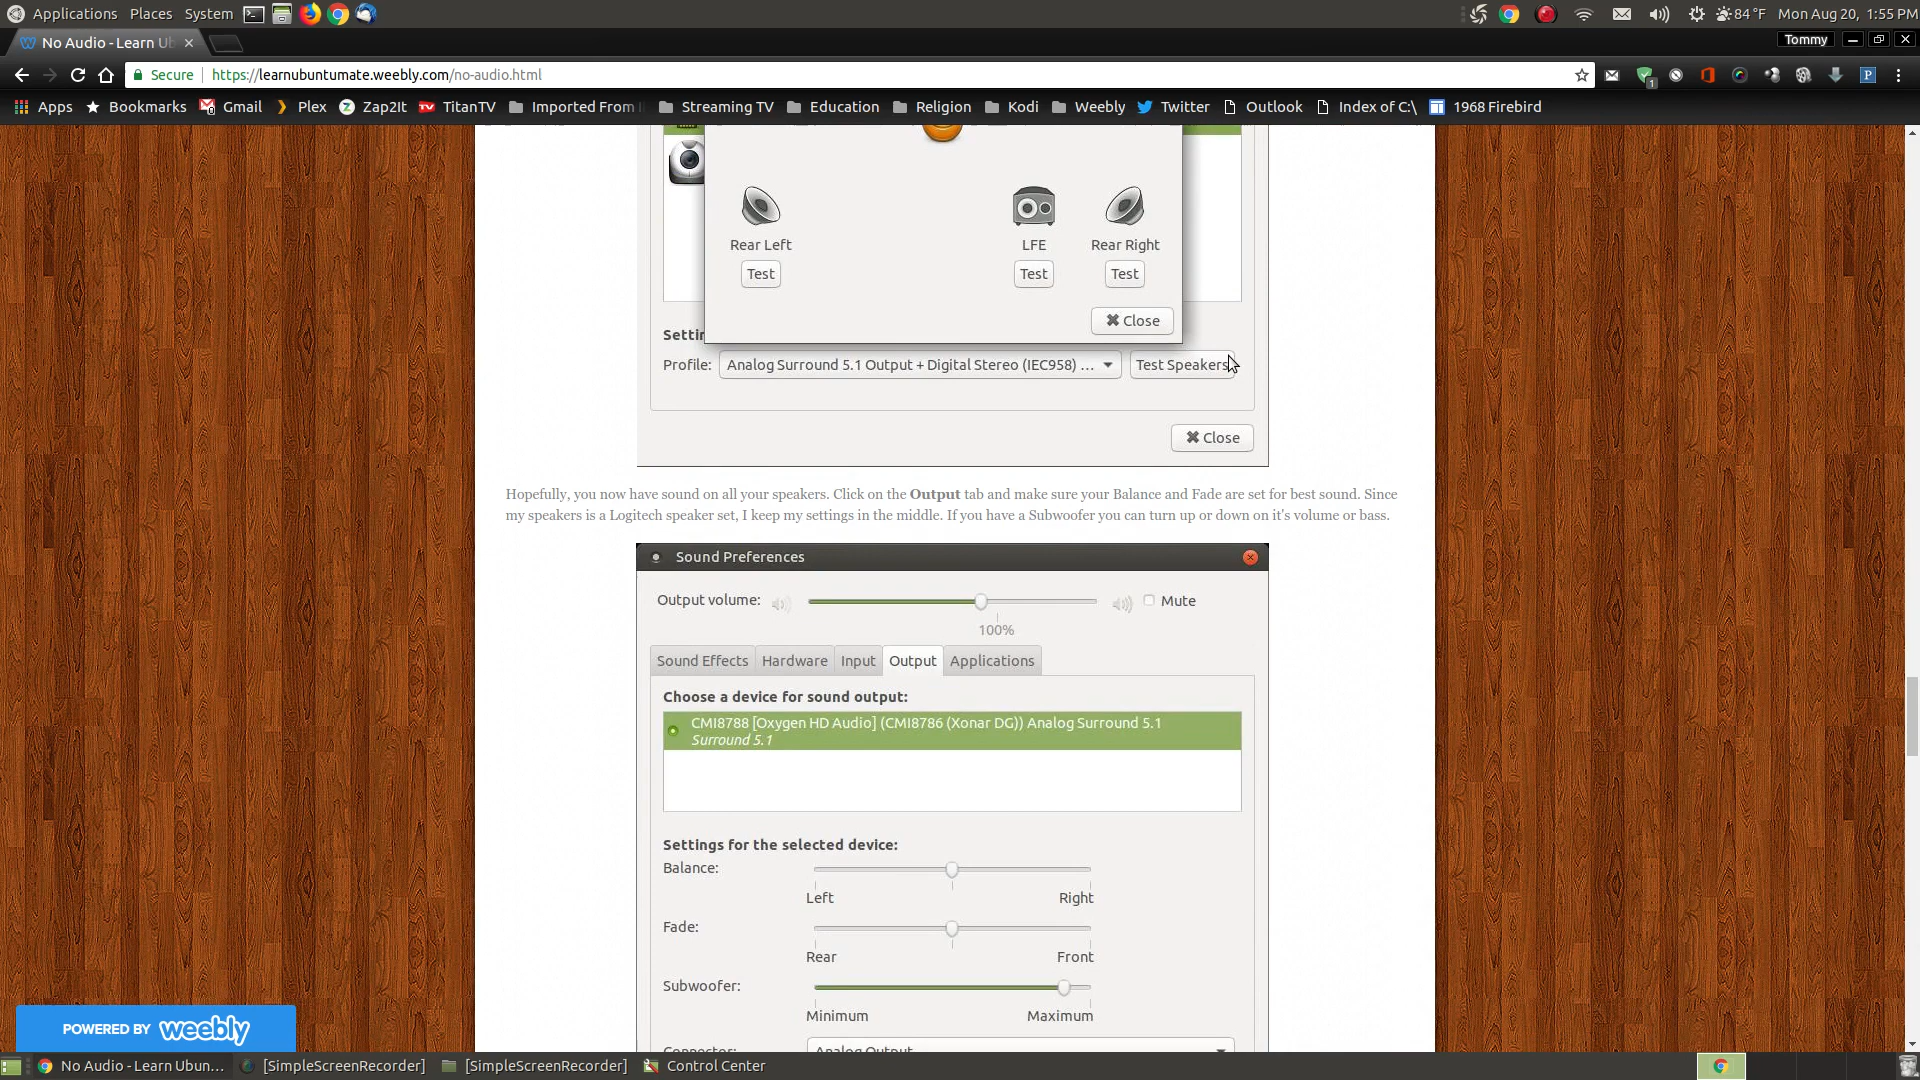 Applications Places System 84 °F Mon Aug 20, 1:55 PM
No Audio - Learn Ub Tommy
Secure https://learnubuntumate.weebly.com/no-audio.html 1 P
Apps Bookmarks Gmail Plex Zap2It TitanTV Imported From Streaming TV Education Religion Kodi Weebly Twitter Outlook Index of C:\ 1968 Firebird
Rear Left LFE Rear Right
Test Test Test
Close
Settin
Profile: Analog Surround 5.1 Output + Digital Stereo (IEC958) ... Test Speakers
Close
Hopefully, you now have sound on all your speakers. Click on the Output tab and make sure your Balance and Fade are set for best sound. Since
my speakers is a Logitech speaker set, I keep my settings in the middle. If you have a Subwoofer you can turn up or down on it's volume or bass.
Sound Preferences
Output volume: Mute
100%
Sound Effects Hardware Input Output Applications
Choose a device for sound output:
CMI8788 [Oxygen HD Audio] (CMI8786 (Xonar DG)) Analog Surround 5.1
Surround 5.1
Settings for the selected device:
Balance:
Left Right
Fade:
Rear Front
Subwoofer:
Minimum Maximum
Connector: Analog Output
POWERED BY weebly
No Audio - Learn Ubun... [SimpleScreenRecorder] [SimpleScreenRecorder] Control Center